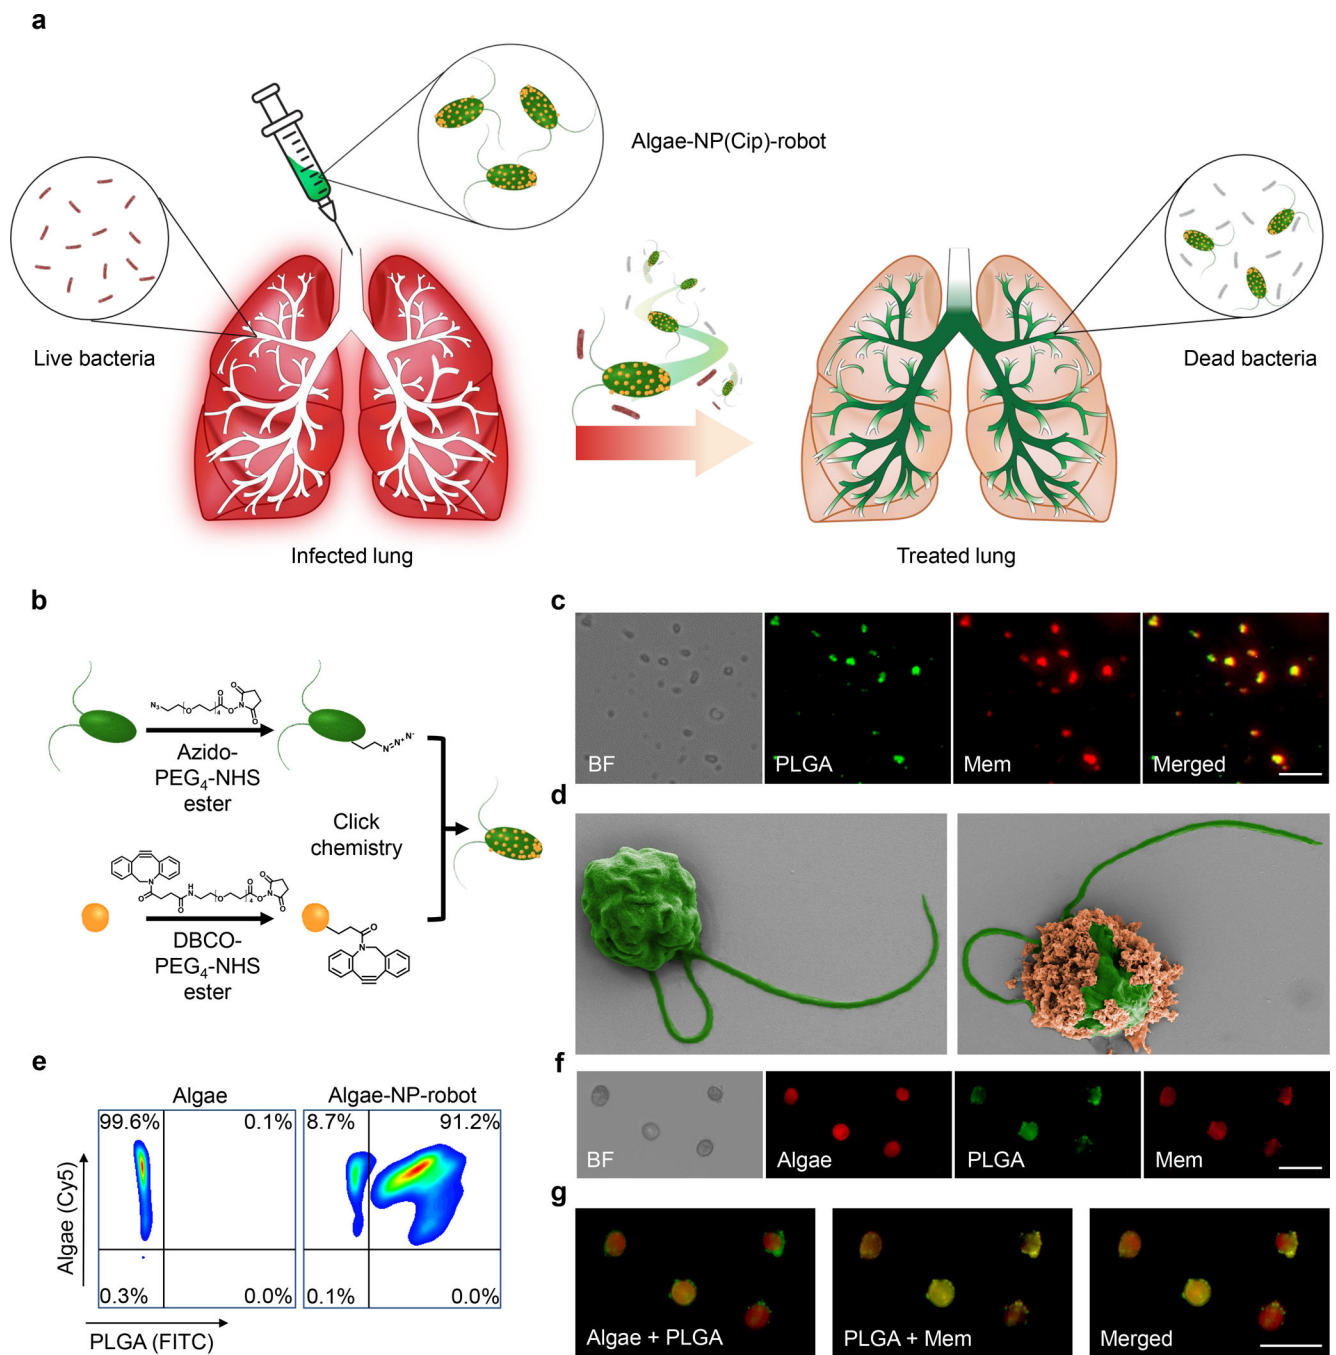 a
Algae-NP(Cip)-robot
Live bacteria
Dead bacteria
Infected lung
Treated lung
b
Azido-
PEG₄-NHS
ester
Click
chemistry
DBCO-
PEG₄-NHS
ester
c
BF
PLGA
Mem
Merged
d
e
Algae
Algae-NP-robot
99.6%
0.1%
8.7%
91.2%
0.3%
0.0%
0.1%
0.0%
Algae (Cy5)
PLGA (FITC)
f
BF
Algae
PLGA
Mem
g
Algae + PLGA
PLGA + Mem
Merged